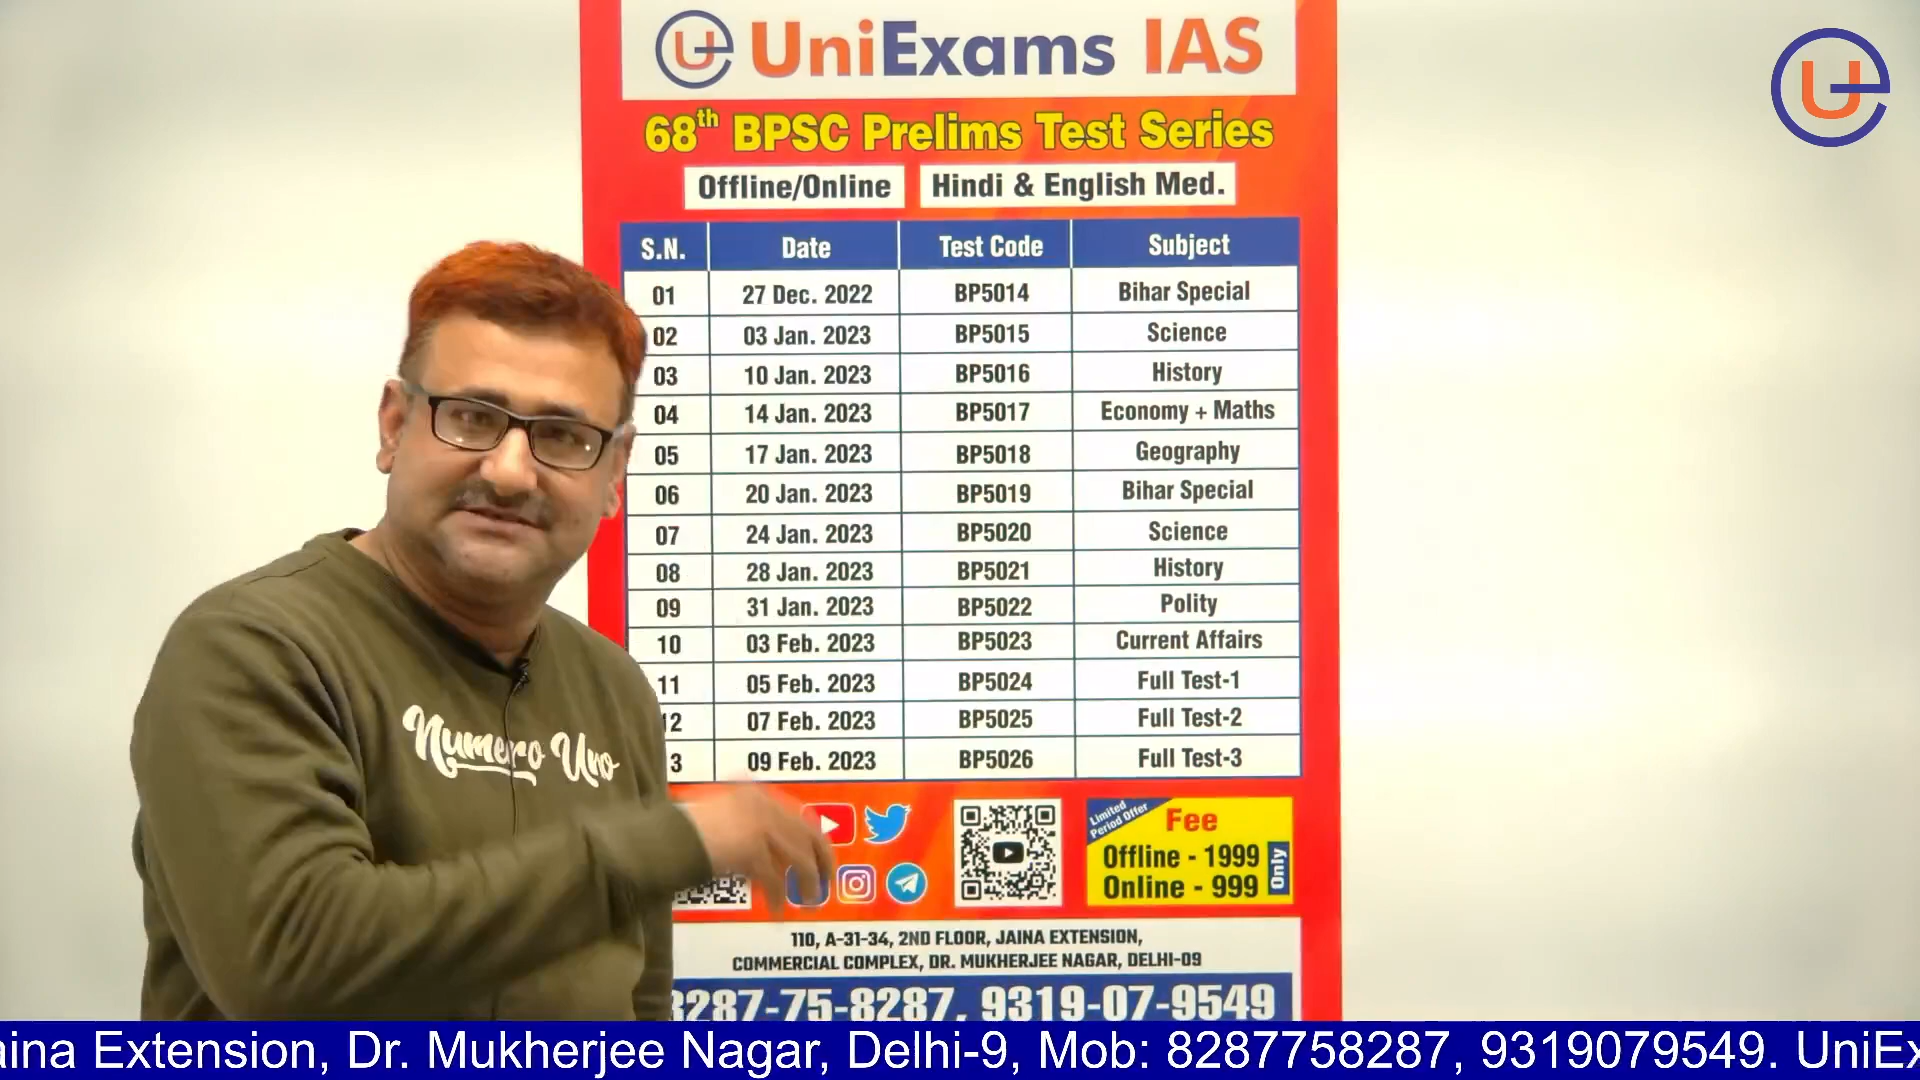 UniExams IAS
68th BPSC Prelims Test Series
Offline/Online Hindi & English Med.
S.N. Date Test Code Subject
01 27 Dec. 2022 BP5014 Bihar Special
02 03 Jan. 2023 BP5015 Science
03 10 Jan. 2023 BP5016 History
04 14 Jan. 2023 BP5017 Economy + Maths
05 17 Jan. 2023 BP5018 Geography
06 20 Jan. 2023 BP5019 Bihar Special
07 24 Jan. 2023 BP5020 Science
08 28 Jan. 2023 BP5021 History
09 31 Jan. 2023 BP5022 Polity
10 03 Feb. 2023 BP5023 Current Affairs
11 05 Feb. 2023 BP5024 Full Test-1
12 07 Feb. 2023 BP5025 Full Test-2
3 09 Feb. 2023 BP5026 Full Test-3
Numero Uno
Limited
Period Offer
Fee
Offline - 1999
Online - 999
Only
110, A-31-34, 2ND FLOOR, JAINA EXTENSION,
COMMERCIAL COMPLEX, DR. MUKHERJEE NAGAR, DELHI-09
8287-75-8287, 9319-07-9549
aina Extension, Dr. Mukherjee Nagar, Delhi-9, Mob: 8287758287, 9319079549. UniEx